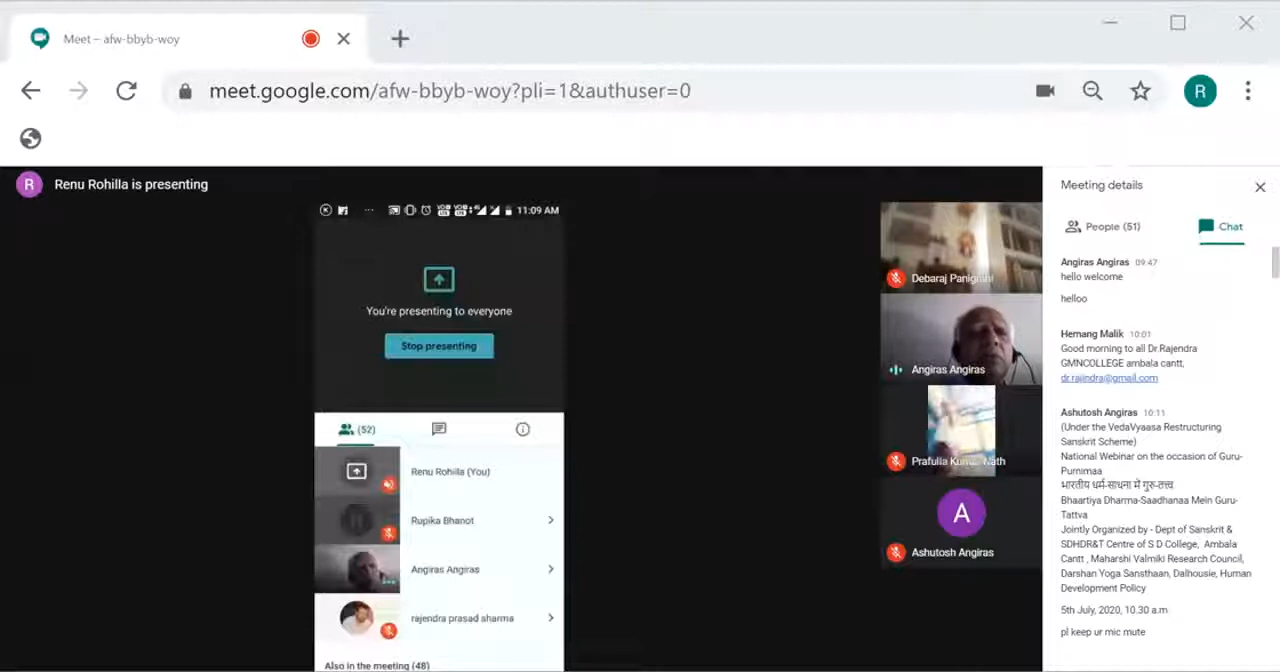 Meet – afw-bbyb-woy
meet.google.com/afw-bbyb-woy?pli=1&authuser=0
R
R
Renu Rohilla is presenting
11:09 AM
You're presenting to everyone
Stop presenting
(52)
Renu Rohilla (You)
Rupika Bhanot
Angiras Angiras
rajendra prasad sharma
Also in the meeting (48)
Debaraj Panigrahi
Angiras Angiras
Prafulla Kumar Nath
A
Ashutosh Angiras
Meeting details
People (51)
Chat
Angiras Angiras 09:47
hello welcome
helloo
Hemang Malik 10:01
Good morning to all Dr.Rajendra
GMNCOLLEGE ambala cantt,
dr.rajindra@gmail.com
Ashutosh Angiras 10:11
(Under the VedaVyaasa Restructuring
Sanskrit Scheme)
National Webinar on the occasion of Guru-
Purnimaa
भारतीय धर्म-साधना में गुरु-तत्त्व
Bhaartiya Dharma-Saadhanaa Mein Guru-
Tattva
Jointly Organized by - Dept of Sanskrit &
SDHDR&T Centre of S D College, Ambala
Cantt , Maharshi Valmiki Research Council,
Darshan Yoga Sansthaan, Dalhousie, Human
Development Policy
5th July, 2020, 10.30 a.m
pl keep ur mic mute